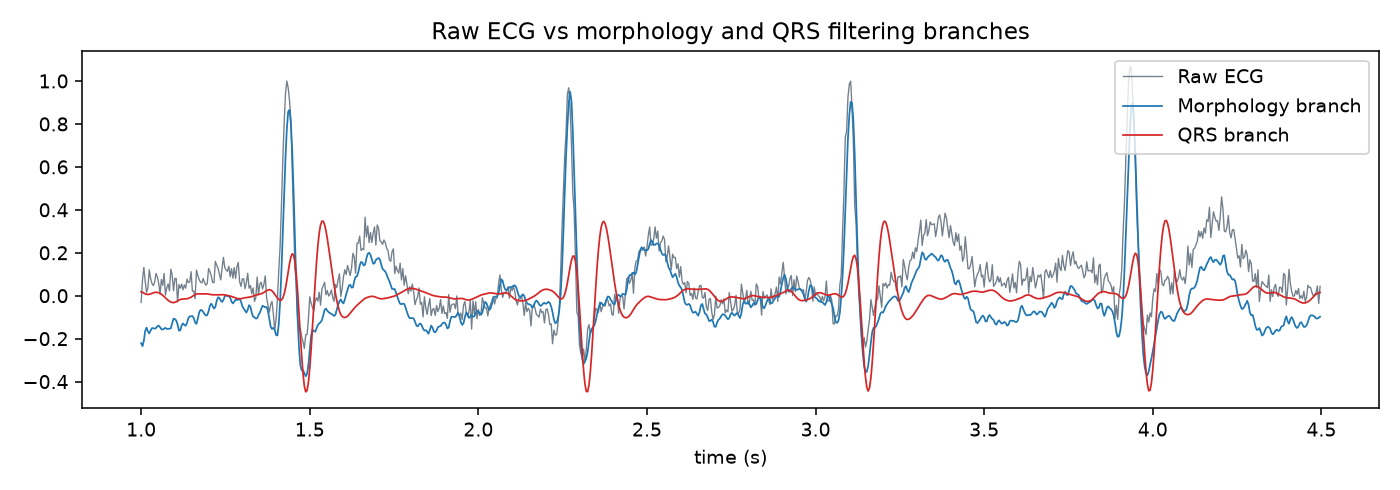 Raw ECG vs morphology and QRS filtering branches
Raw ECG
Morphology branch
QRS branch
1.0
0.8
0.6
0.4
0.2
0.0
−0.2
−0.4
1.0 1.5 2.0 2.5 3.0 3.5 4.0 4.5
time (s)